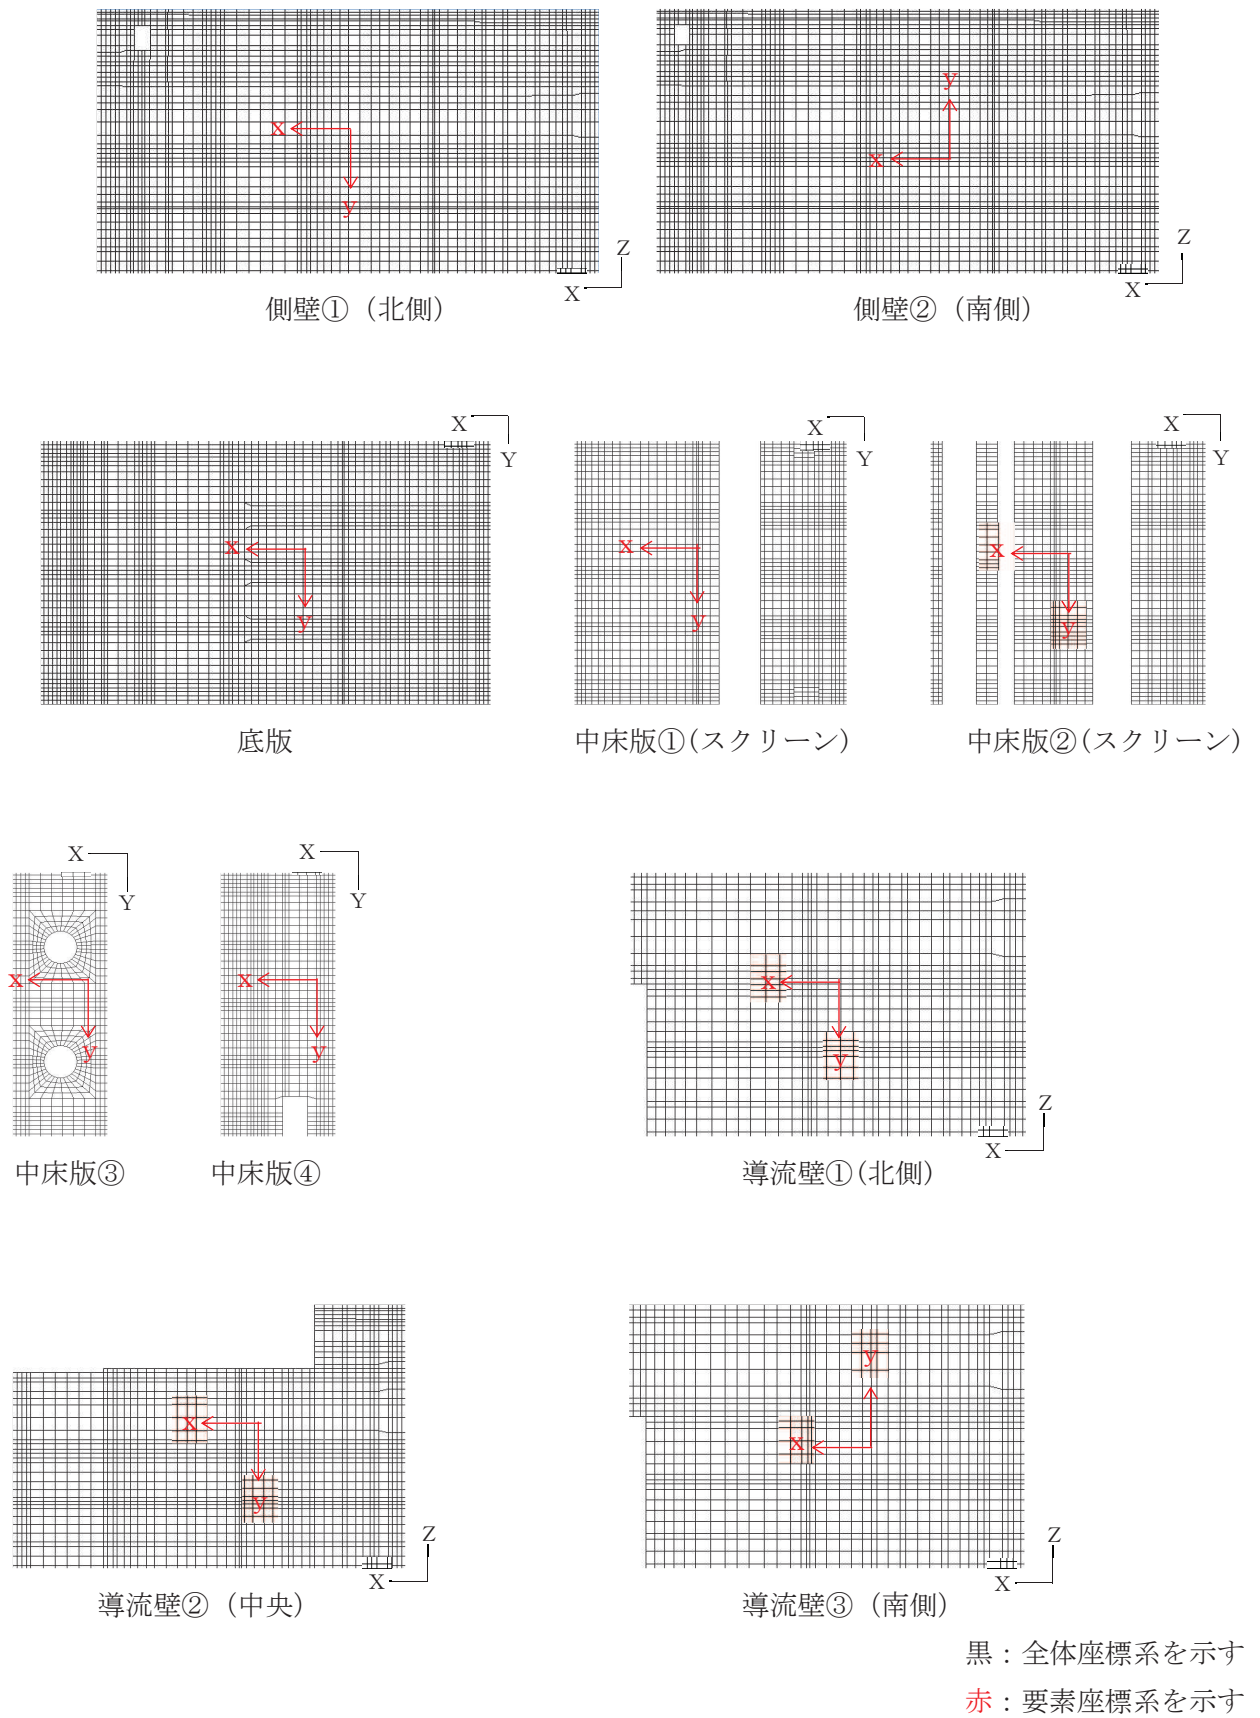 x
y
Z
X
側壁①（北側）
y
x
Z
X
側壁②（南側）
X
Y
x
y
底版
X
Y
x
y
中床版①(スクリーン)
X
Y
x
y
中床版②(スクリーン)
X
Y
x
y
中床版③
X
Y
x
y
中床版④
x
y
Z
X
導流壁①(北側)
x
y
Z
X
導流壁②（中央）
y
x
Z
X
導流壁③（南側）
黒：全体座標系を示す
赤：要素座標系を示す